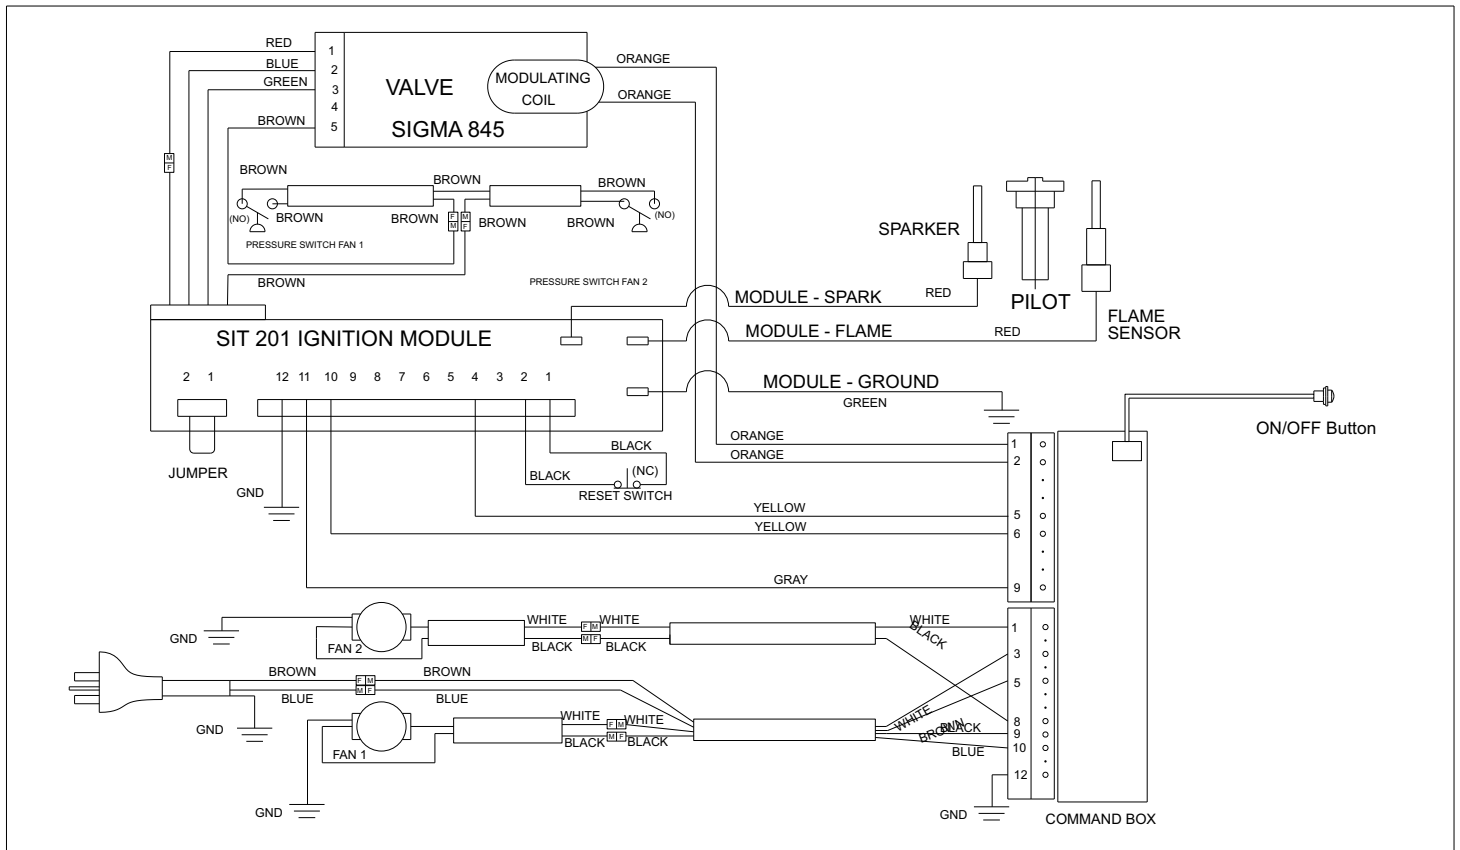 RED
1
BLUE
2
GREEN
3
4
BROWN
5
VALVE
SIGMA 845
MODULATING
COIL
ORANGE
ORANGE
M
F
BROWN
BROWN
BROWN
(NO)
BROWN
BROWN
F
M
M
F
BROWN
BROWN
(NO)
PRESSURE SWITCH FAN 1
BROWN
PRESSURE SWITCH FAN 2
SPARKER
PILOT
FLAME
SENSOR
MODULE - SPARK
RED
MODULE - FLAME
RED
SIT 201 IGNITION MODULE
2 1
12 11 10 9 8 7 6 5 4 3 2 1
MODULE - GROUND
GREEN
ON/OFF Button
JUMPER
GND
BLACK
BLACK
(NC)
RESET SWITCH
ORANGE
1
ORANGE
2
YELLOW
5
YELLOW
6
GRAY
9
GND
FAN 2
WHITE
F M
WHITE
BLACK
M F
BLACK
WHITE
BLACK
1
3
5
8
9
10
12
BROWN
F M
BROWN
BLUE
M F
BLUE
GND
FAN 1
WHITE
F M
WHITE
BLACK
M F
BLACK
WHITE
BROWN
BLACK
BLUE
GND
GND
COMMAND BOX